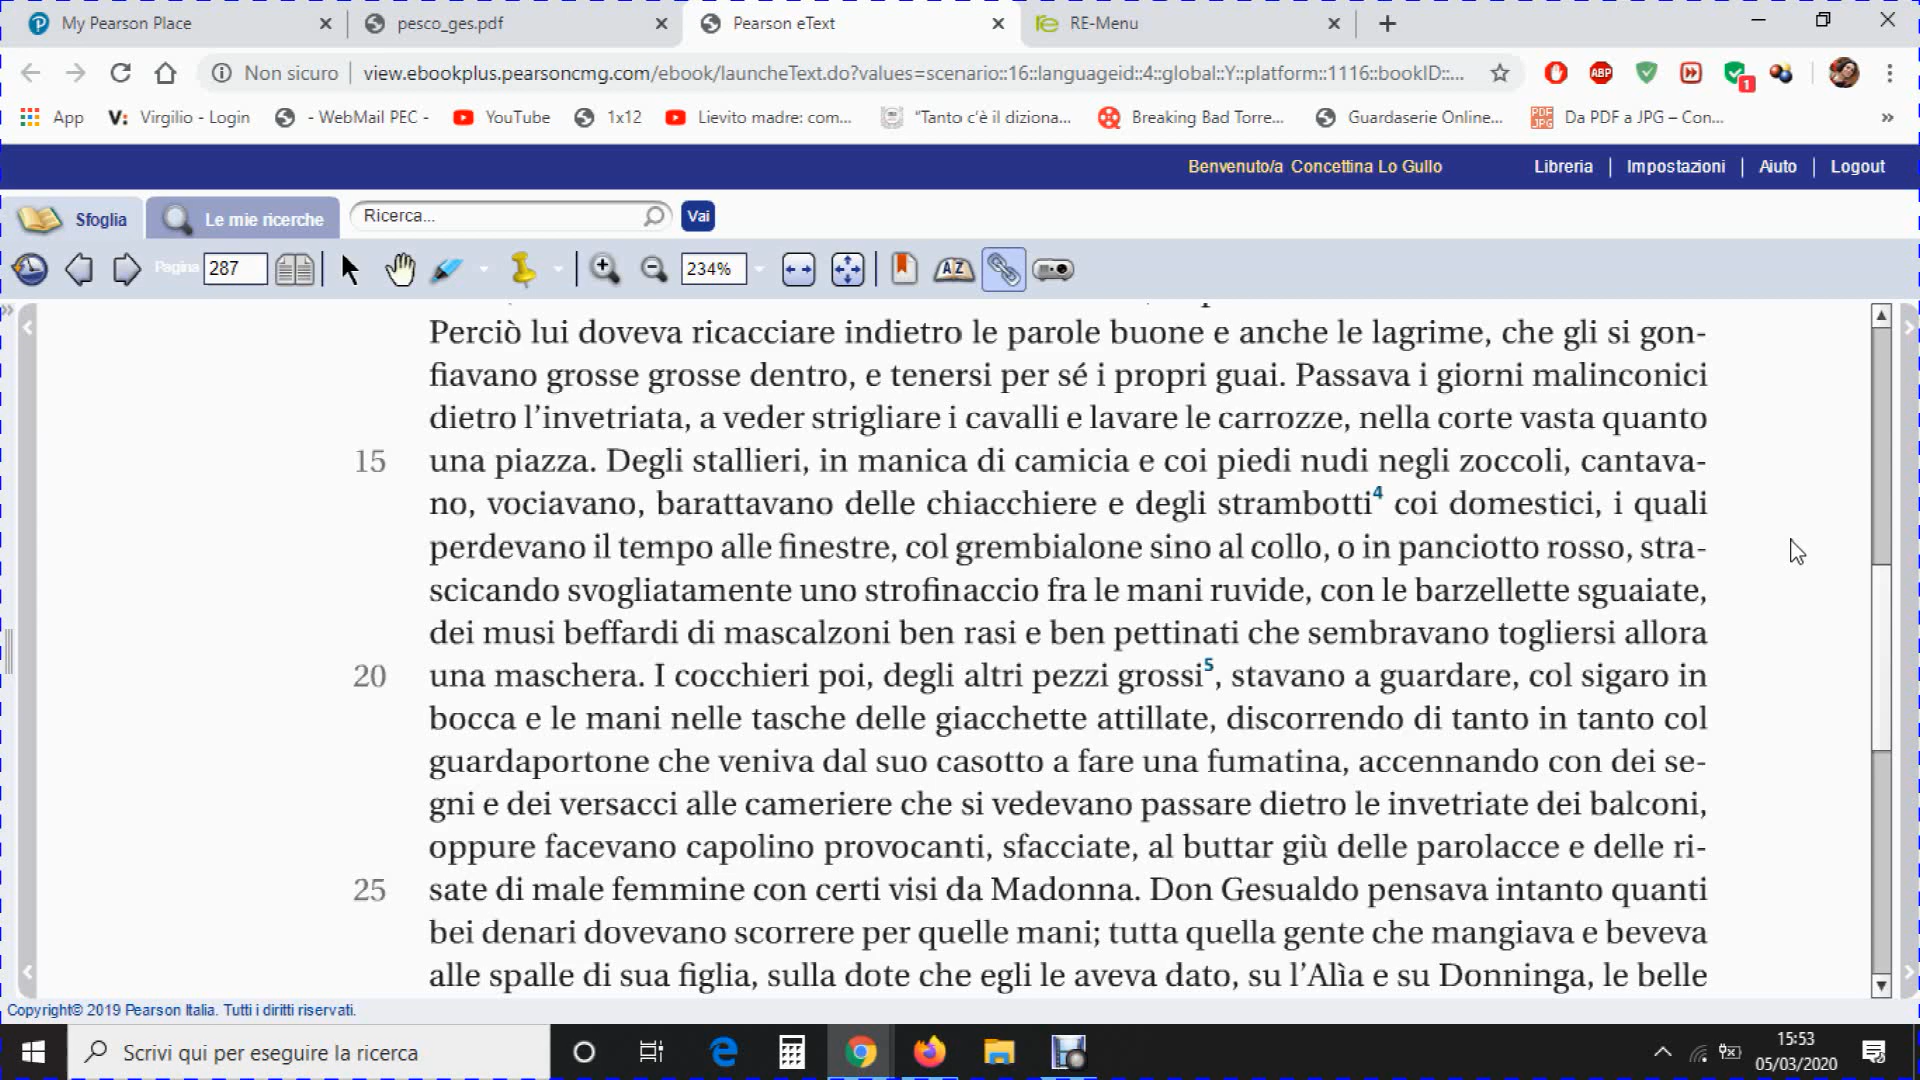 My Pearson Place
pesco_ges.pdf
Pearson eText
RE-Menu
Non sicuro
view.ebookplus.pearsoncmg.com/ebook/launcheText.do?values=scenario::16::languageid::4::global::Y::platform::1116::bookID::...
ABP
1
App
Virgilio - Login
- WebMail PEC -
YouTube
1x12
Lievito madre: com...
"Tanto c'è il diziona...
Breaking Bad Torre...
Guardaserie Online...
Da PDF a JPG – Con...
»
Benvenuto/a Concettina Lo Gullo
Libreria | Impostazioni | Aiuto | Logout
Sfoglia
Le mie ricerche
Ricerca...
Vai
Pagina 287
234%
AZ
Perciò lui doveva ricacciare indietro le parole buone e anche le lagrime, che gli si gon-
fiavano grosse grosse dentro, e tenersi per sé i propri guai. Passava i giorni malinconici
dietro l'invetriata, a veder strigliare i cavalli e lavare le carrozze, nella corte vasta quanto
15 una piazza. Degli stallieri, in manica di camicia e coi piedi nudi negli zoccoli, cantava-
no, vociavano, barattavano delle chiacchiere e degli strambotti4 coi domestici, i quali
perdevano il tempo alle finestre, col grembialone sino al collo, o in panciotto rosso, stra-
scicando svogliatamente uno strofinaccio fra le mani ruvide, con le barzellette sguaiate,
dei musi beffardi di mascalzoni ben rasi e ben pettinati che sembravano togliersi allora
20 una maschera. I cocchieri poi, degli altri pezzi grossi5, stavano a guardare, col sigaro in
bocca e le mani nelle tasche delle giacchette attillate, discorrendo di tanto in tanto col
guardaportone che veniva dal suo casotto a fare una fumatina, accennando con dei se-
gni e dei versacci alle cameriere che si vedevano passare dietro le invetriate dei balconi,
oppure facevano capolino provocanti, sfacciate, al buttar giù delle parolacce e delle ri-
25 sate di male femmine con certi visi da Madonna. Don Gesualdo pensava intanto quanti
bei denari dovevano scorrere per quelle mani; tutta quella gente che mangiava e beveva
alle spalle di sua figlia, sulla dote che egli le aveva dato, su l'Alìa e su Donninga, le belle
Copyright© 2019 Pearson Italia. Tutti i diritti riservati.
Scrivi qui per eseguire la ricerca
15:53
05/03/2020